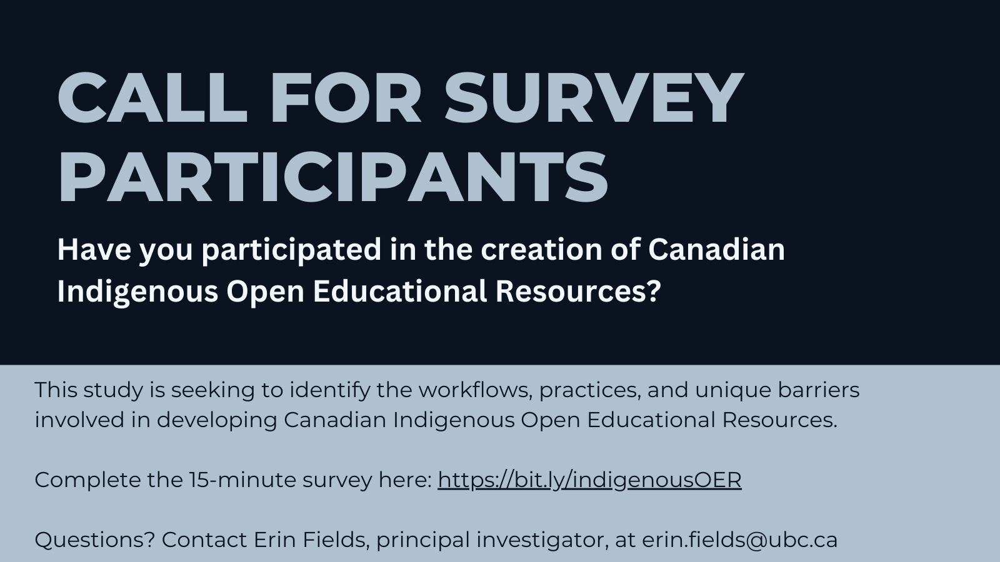 CALL FOR SURVEY
PARTICIPANTS
Have you participated in the creation of Canadian
Indigenous Open Educational Resources?
This study is seeking to identify the workflows, practices, and unique barriers
involved in developing Canadian Indigenous Open Educational Resources.
Complete the 15-minute survey here: https://bit.ly/indigenousOER
Questions? Contact Erin Fields, principal investigator, at erin.fields@ubc.ca